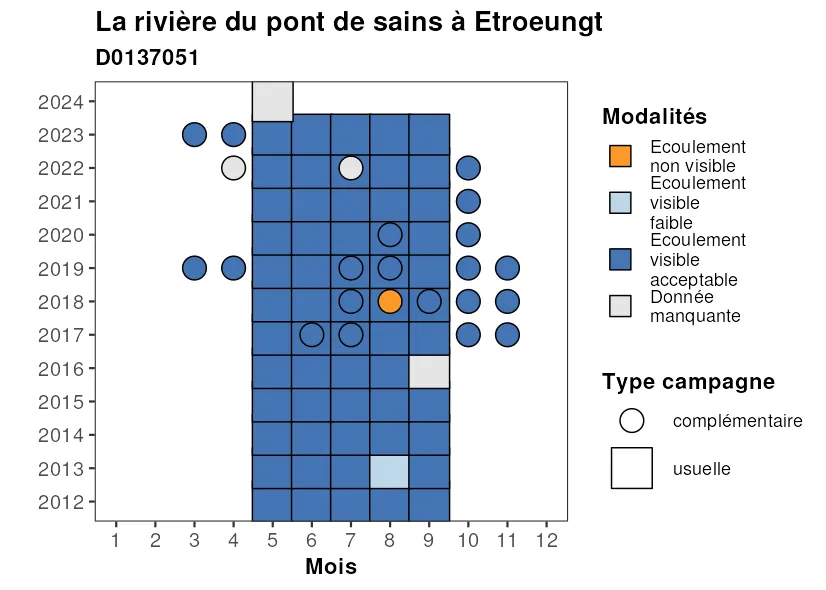 La rivière du pont de sains à Etroeungt
D0137051
2024
2023
2022
2021
2020
2019
2018
2017
2016
2015
2014
2013
2012
1 2 3 4 5 6 7 8 9 10 11 12
Mois
Modalités
Ecoulement
non visible
Ecoulement
visible
faible
Ecoulement
visible
acceptable
Donnée
manquante
Type campagne
complémentaire
usuelle